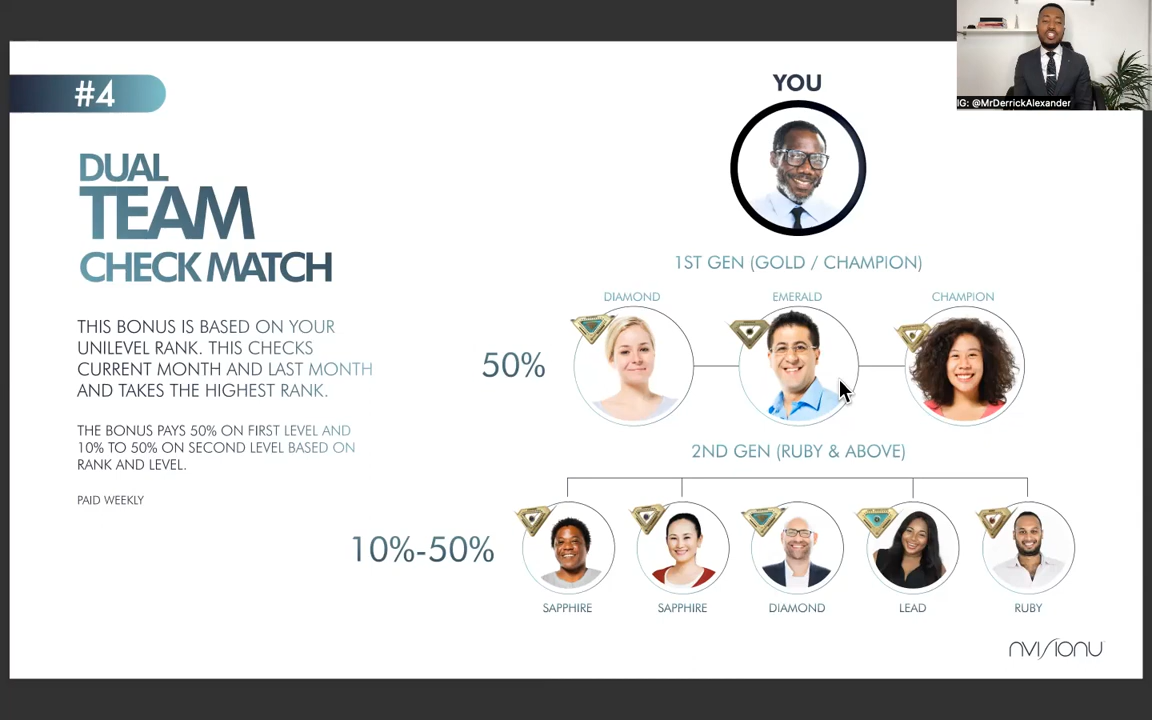 #4
DUAL
TEAM
CHECK MATCH
THIS BONUS IS BASED ON YOUR
UNILEVEL RANK. THIS CHECKS
CURRENT MONTH AND LAST MONTH
AND TAKES THE HIGHEST RANK.
THE BONUS PAYS 50% ON FIRST LEVEL AND
10% TO 50% ON SECOND LEVEL BASED ON
RANK AND LEVEL.
PAID WEEKLY
YOU
1ST GEN (GOLD / CHAMPION)
DIAMOND EMERALD CHAMPION
50%
2ND GEN (RUBY & ABOVE)
10%-50%
SAPPHIRE SAPPHIRE DIAMOND LEAD RUBY
nvisionu
IG: @MrDerrickAlexander